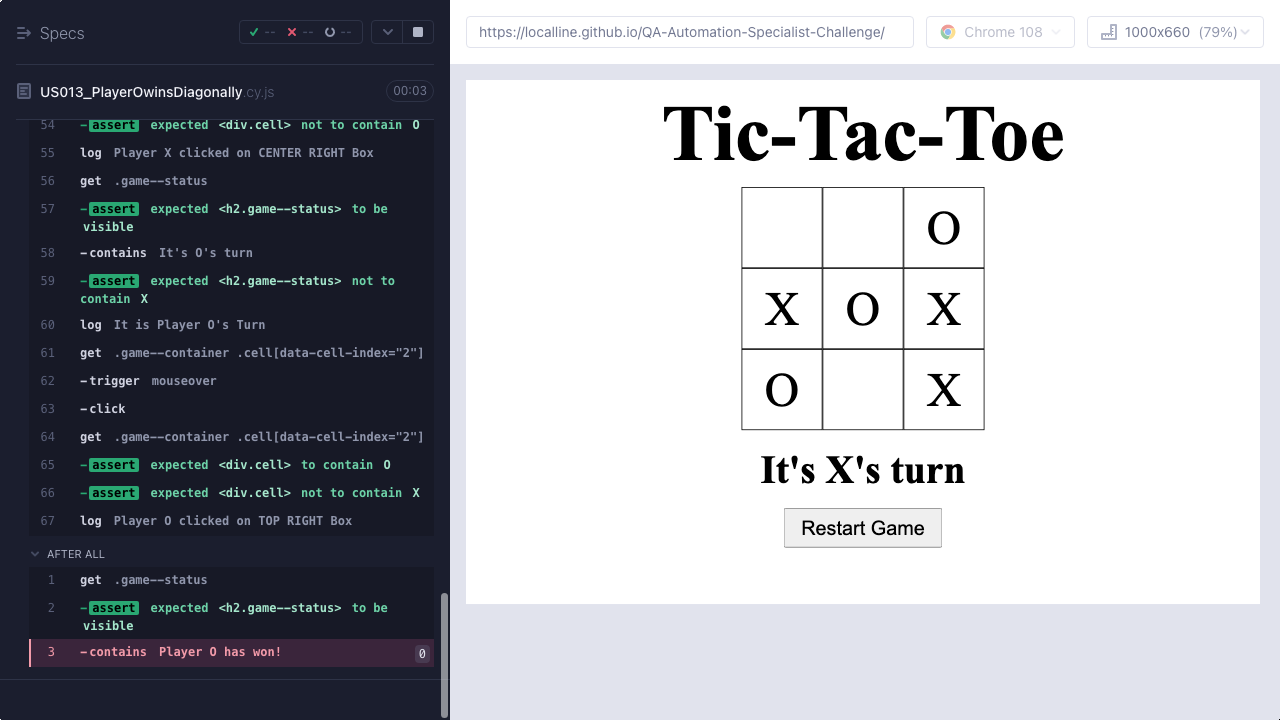 Specs
-- -- --
US013_PlayerOwinsDiagonally.cy.js 00:03
54 -assert expected <div.cell> not to contain O
55 log Player X clicked on CENTER RIGHT Box
56 get .game--status
57 -assert expected <h2.game--status> to be
visible
58 -contains It's O's turn
59 -assert expected <h2.game--status> not to
contain X
60 log It is Player O's Turn
61 get .game--container .cell[data-cell-index="2"]
62 -trigger mouseover
63 -click
64 get .game--container .cell[data-cell-index="2"]
65 -assert expected <div.cell> to contain O
66 -assert expected <div.cell> not to contain X
67 log Player O clicked on TOP RIGHT Box
AFTER ALL
1 get .game--status
2 -assert expected <h2.game--status> to be
visible
3 -contains Player O has won! 0
https://localline.github.io/QA-Automation-Specialist-Challenge/ Chrome 108 1000x660 (79%)
Tic-Tac-Toe
O
X O X
O X
It's X's turn
Restart Game